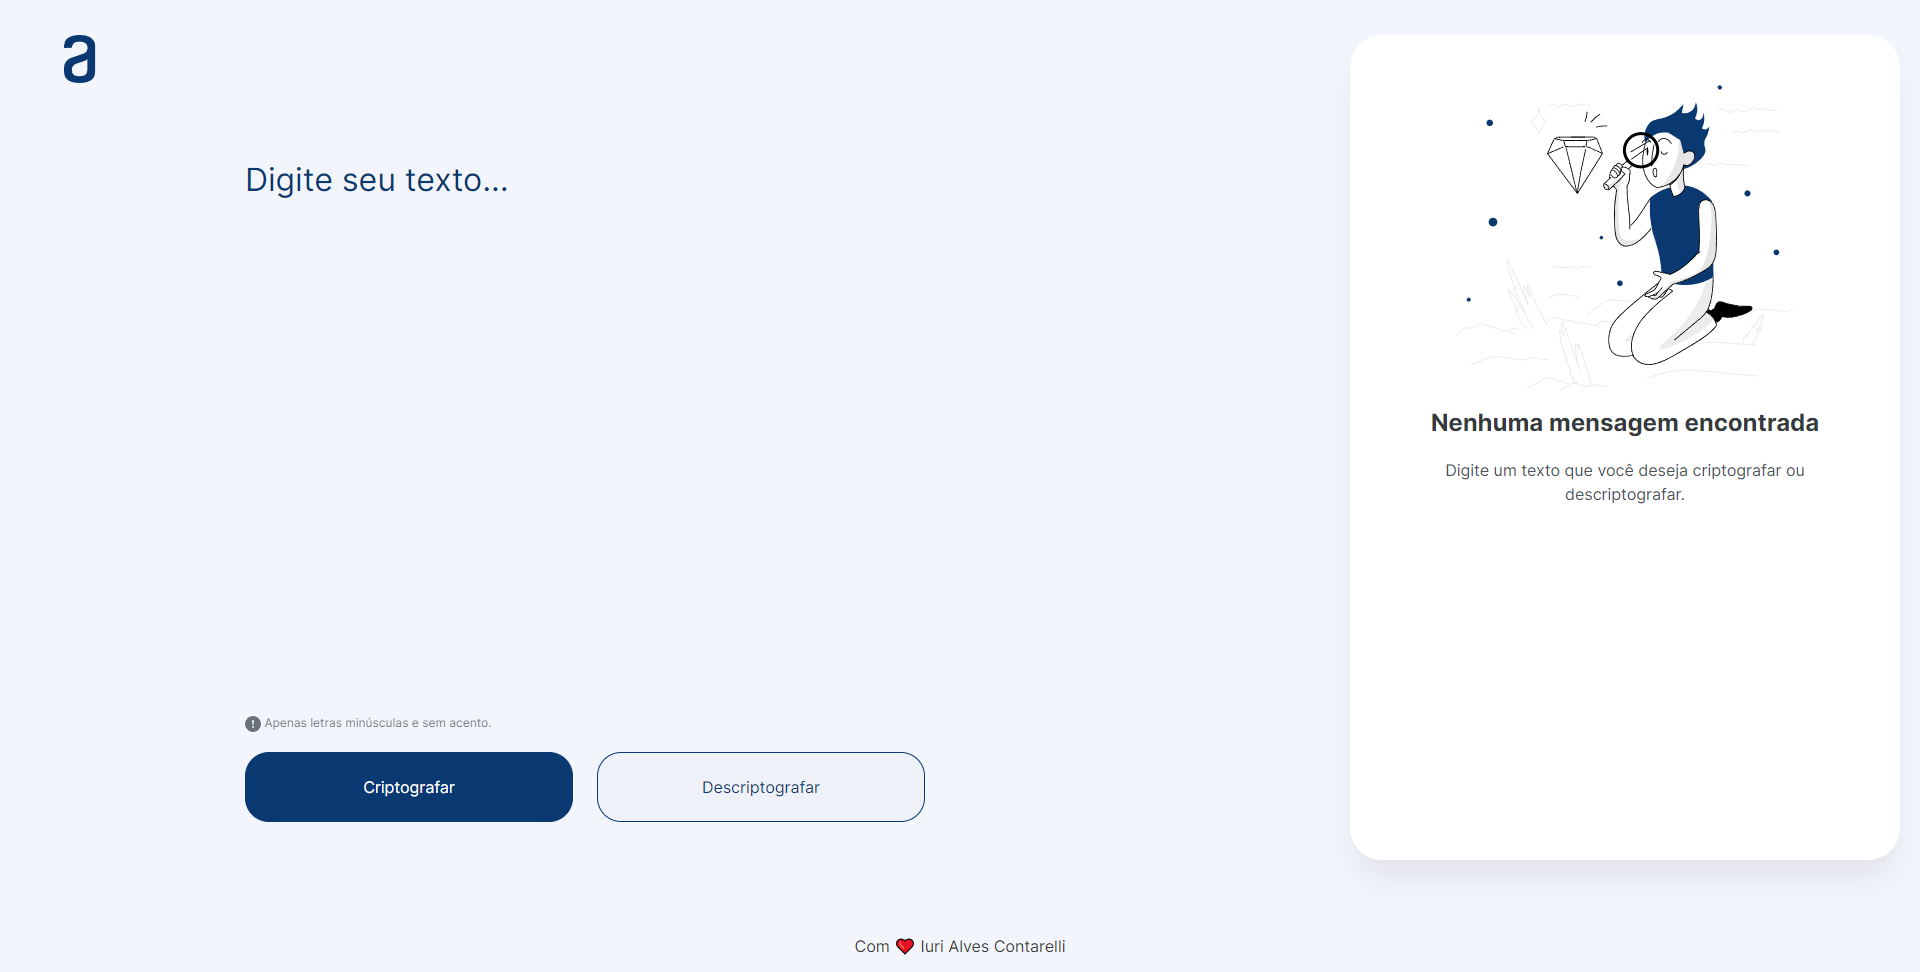 a
Digite seu texto...
Nenhuma mensagem encontrada
Digite um texto que você deseja criptografar ou
descriptografar.
! Apenas letras minúsculas e sem acento.
Criptografar
Descriptografar
Com ❤ Iuri Alves Contarelli